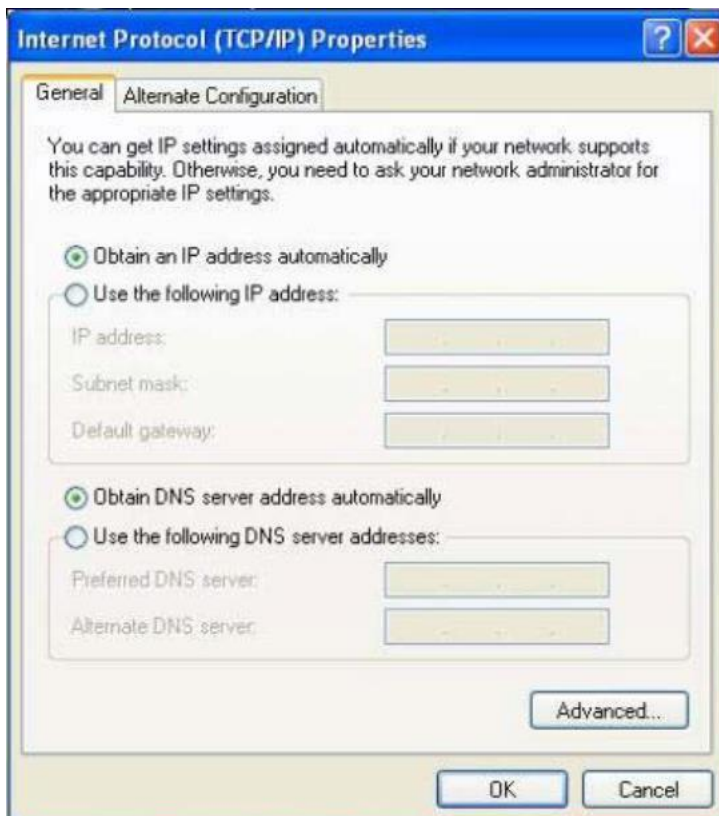 Internet Protocol (TCP/IP) Properties
General
Alternate Configuration
You can get IP settings assigned automatically if your network supports
this capability. Otherwise, you need to ask your network administrator for
the appropriate IP settings.
Obtain an IP address automatically
Use the following IP address:
IP address:
Subnet mask:
Default gateway:
Obtain DNS server address automatically
Use the following DNS server addresses:
Preferred DNS server:
Alternate DNS server:
Advanced...
OK
Cancel